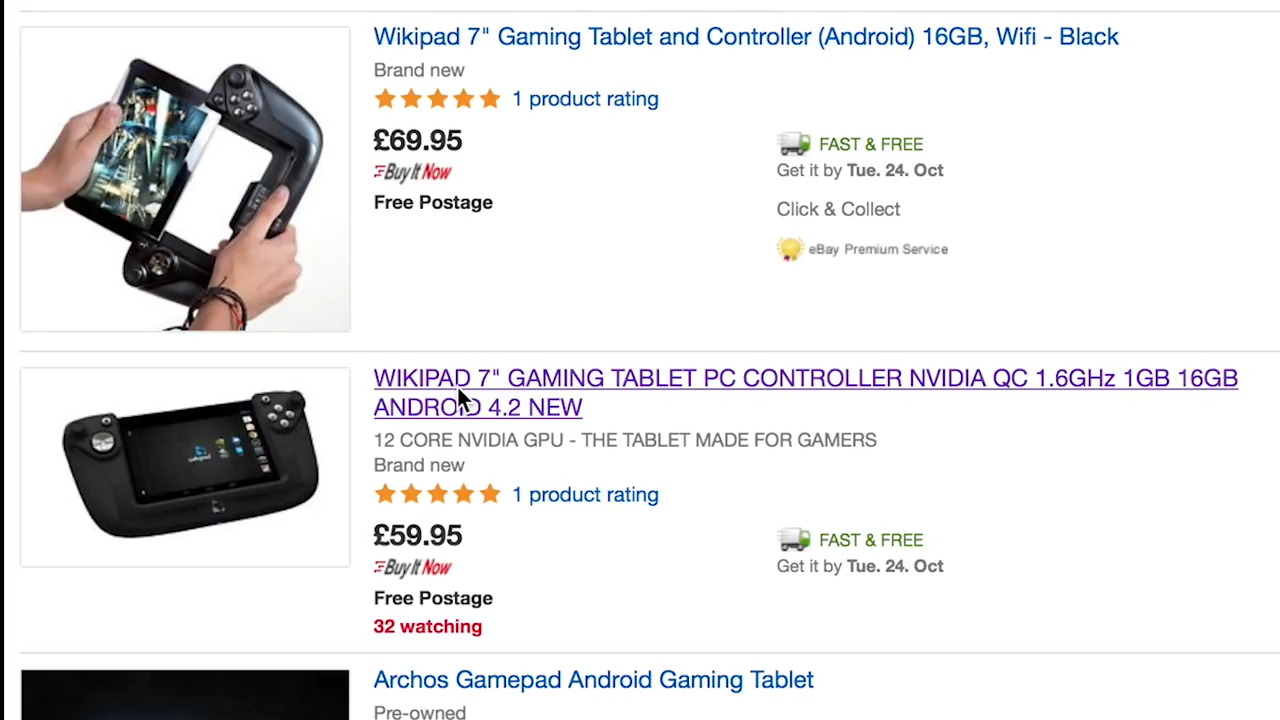 Wikipad 7" Gaming Tablet and Controller (Android) 16GB, Wifi - Black
Brand new
1 product rating
£69.95
Buy It Now
Free Postage
FAST & FREE
Get it by Tue. 24. Oct
Click & Collect
eBay Premium Service
WIKIPAD 7" GAMING TABLET PC CONTROLLER NVIDIA QC 1.6GHz 1GB 16GB
ANDROID 4.2 NEW
12 CORE NVIDIA GPU - THE TABLET MADE FOR GAMERS
Brand new
1 product rating
£59.95
Buy It Now
Free Postage
32 watching
FAST & FREE
Get it by Tue. 24. Oct
Archos Gamepad Android Gaming Tablet
Pre-owned